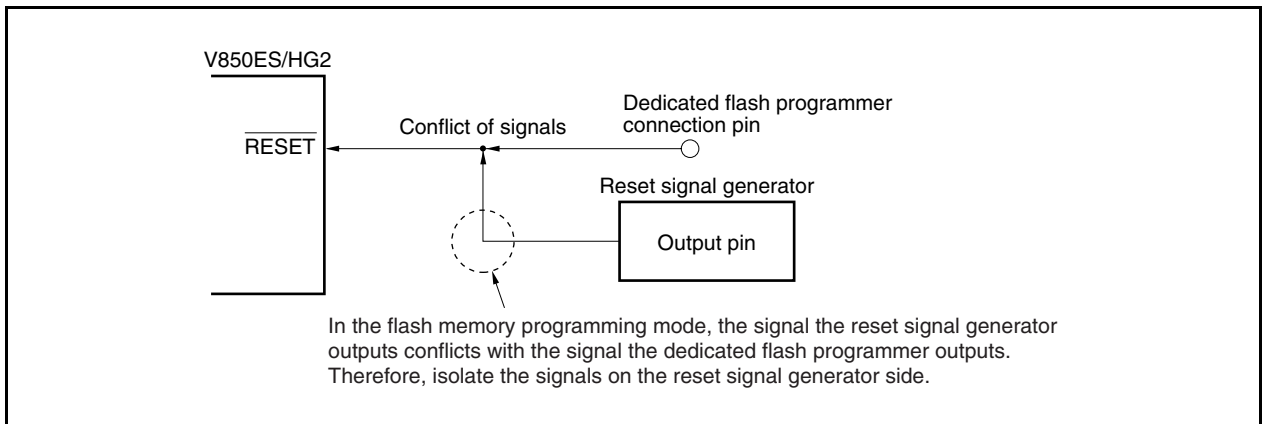 V850ES/HG2
RESET
Conflict of signals
Dedicated flash programmer
connection pin
Reset signal generator
Output pin
In the flash memory programming mode, the signal the reset signal generator
outputs conflicts with the signal the dedicated flash programmer outputs.
Therefore, isolate the signals on the reset signal generator side.